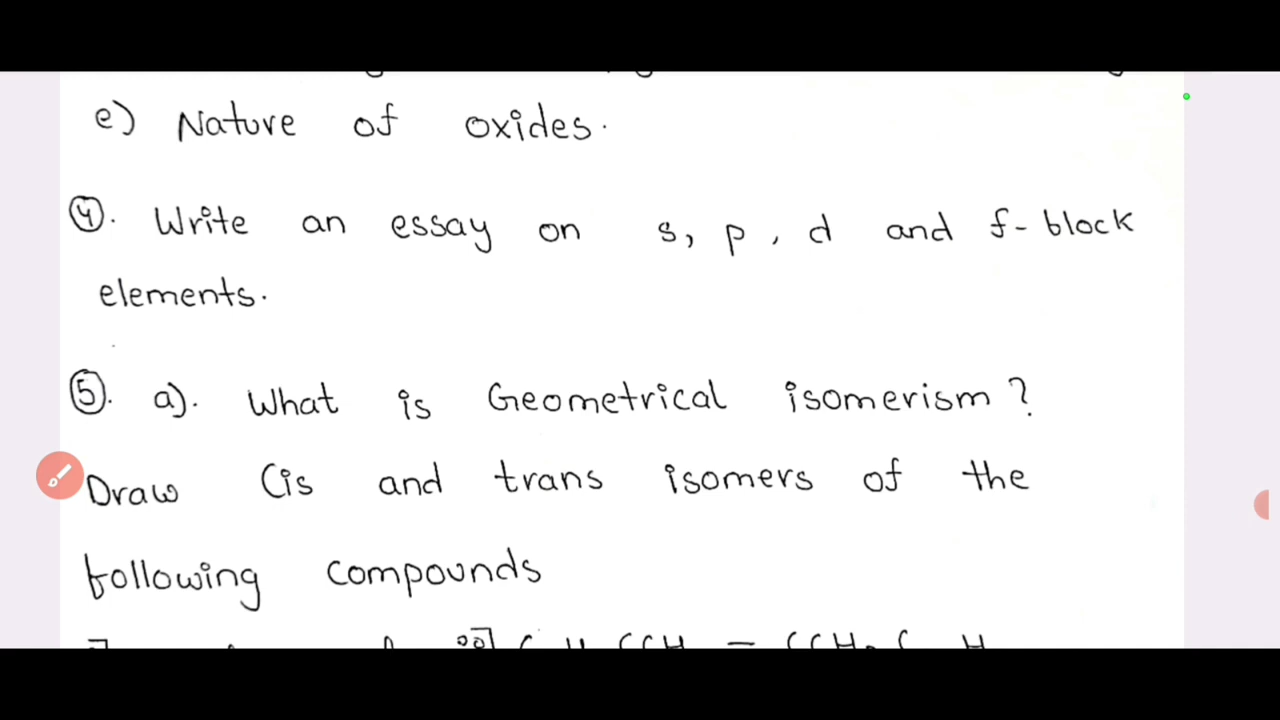 e) Nature of oxides.
④. Write an essay on s, p, d and f-block
elements.
⑤. a). What is Geometrical isomerism?
Draw Cis and trans isomers of the
following compounds